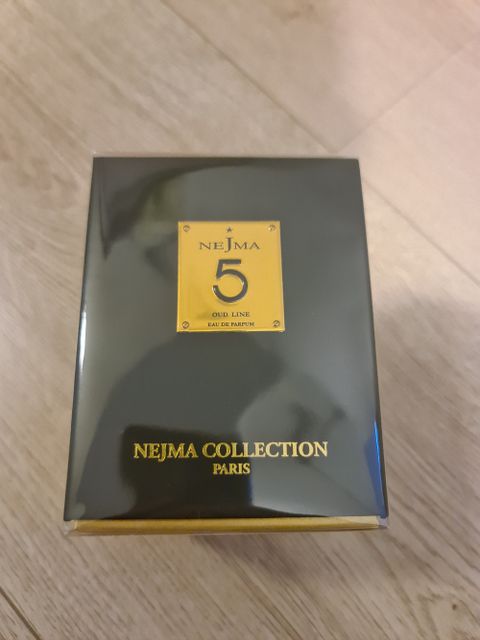 NEJMA
5
OUD LINE
EAU DE PARFUM
NEJMA COLLECTION
PARIS